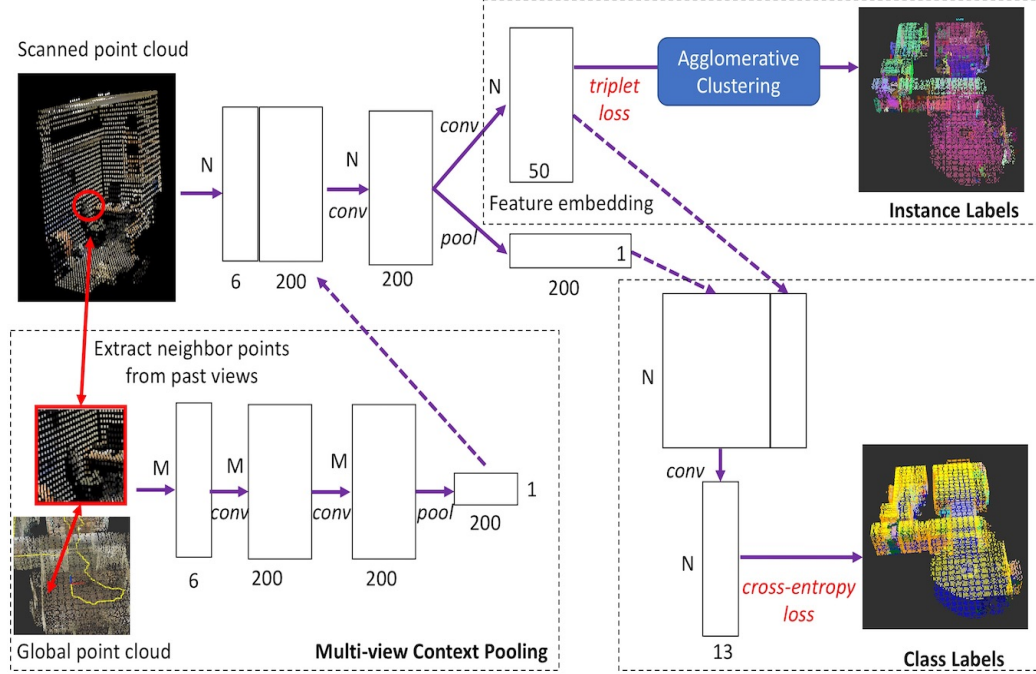 Scanned point cloud
N
6
200
N
conv
200
conv
pool
N
50
Feature embedding
triplet
loss
Agglomerative
Clustering
Instance Labels
1
200
Extract neighbor points
from past views
M
6
M
conv
200
M
conv
200
pool
1
200
Global point cloud
Multi-view Context Pooling
N
conv
N
13
cross-entropy
loss
Class Labels